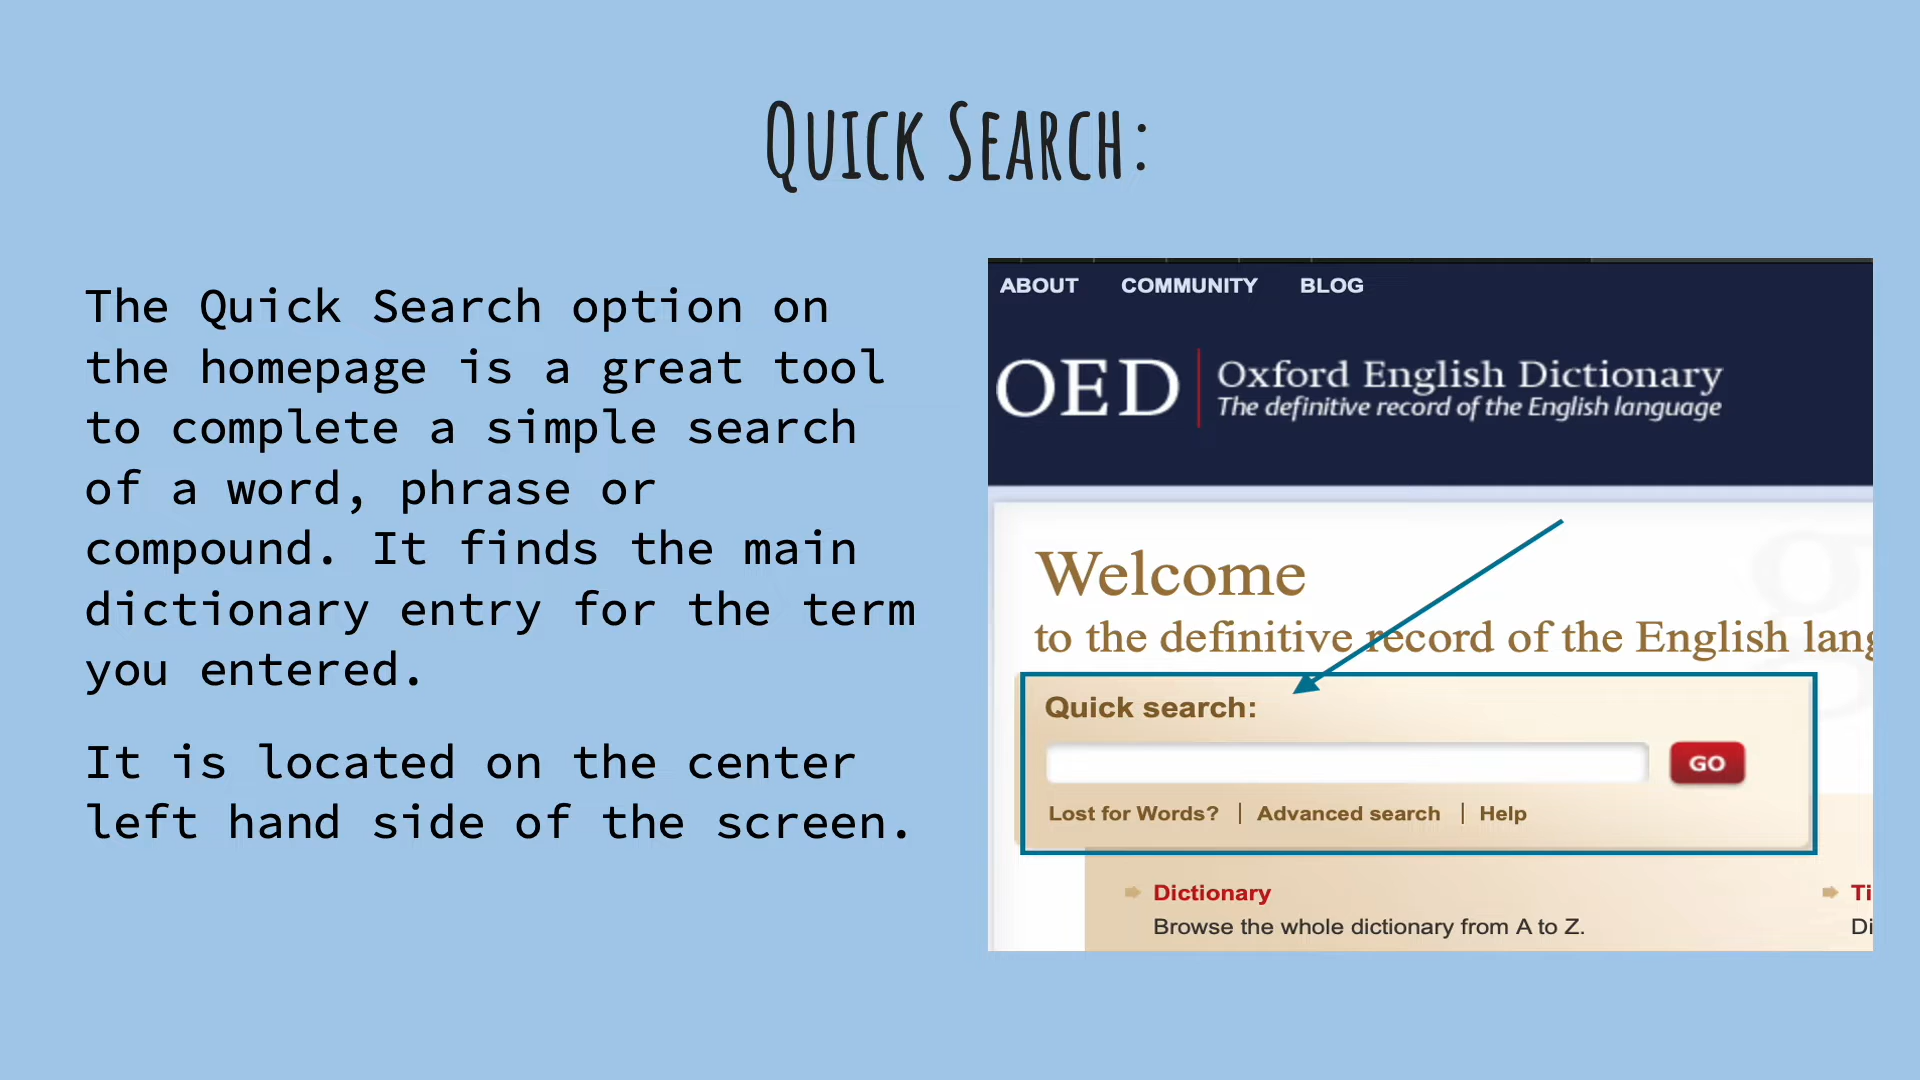 QUICK SEARCH:
The Quick Search option on
the homepage is a great tool
to complete a simple search
of a word, phrase or
compound. It finds the main
dictionary entry for the term
you entered.
It is located on the center
left hand side of the screen.
ABOUT COMMUNITY BLOG
OED Oxford English Dictionary
The definitive record of the English language
Welcome
to the definitive record of the English lang
Quick search:
GO
Lost for Words? | Advanced search | Help
Dictionary Ti
Browse the whole dictionary from A to Z. Di